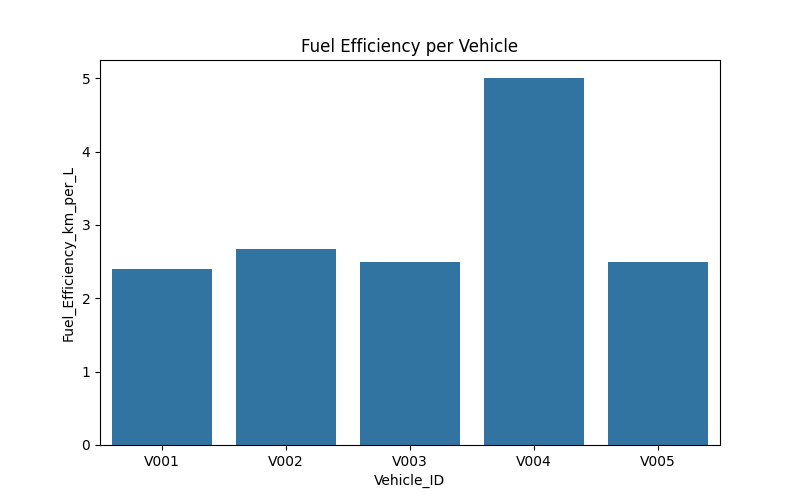 Fuel Efficiency per Vehicle
Fuel_Efficiency_km_per_L
5
4
3
2
1
0
V001 V002 V003 V004 V005
Vehicle_ID